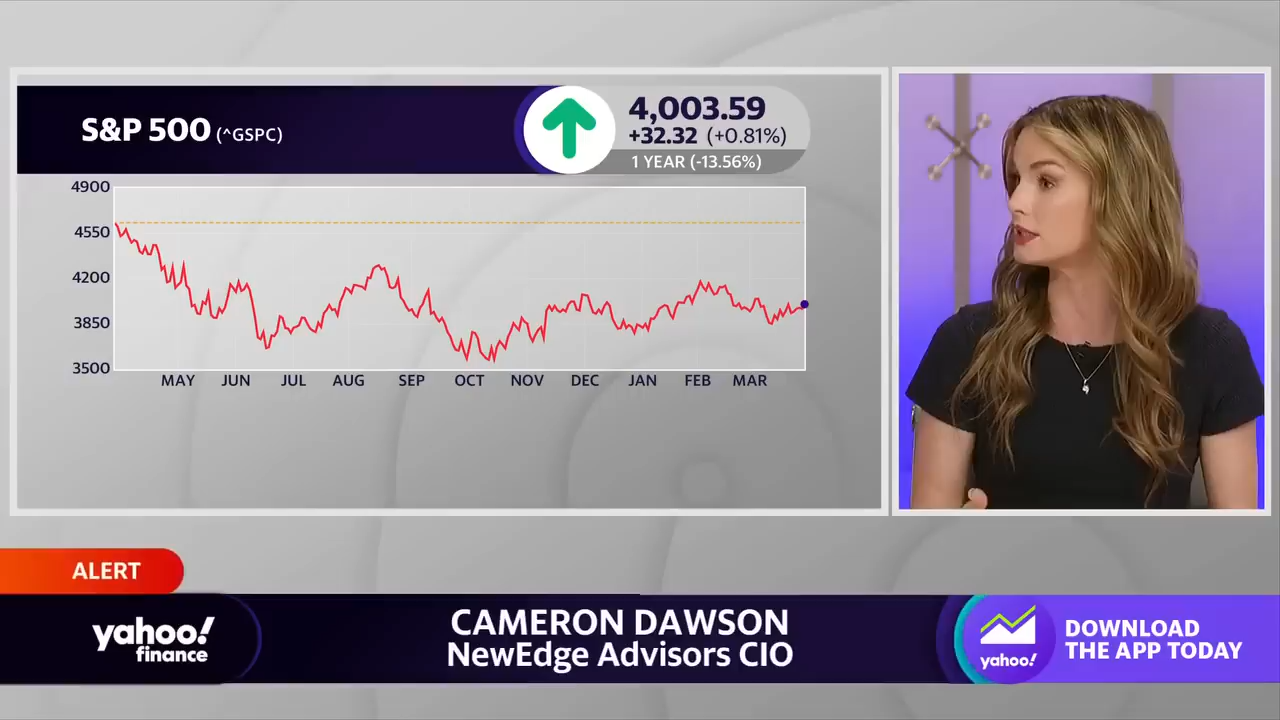 S&P 500 (^GSPC)
4,003.59
+32.32 (+0.81%)
1 YEAR (-13.56%)
4900
4550
4200
3850
3500
MAY JUN JUL AUG SEP OCT NOV DEC JAN FEB MAR
ALERT
yahoo!
finance
CAMERON DAWSON
NewEdge Advisors CIO
yahoo!
DOWNLOAD
THE APP TODAY